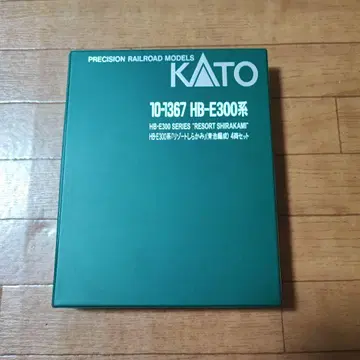 PRECISION RAILROAD MODELS
KATO
10-1367 HB-E300系
HB-E300 SERIES "RESORT SHIRAKAMI"
HB-E300系「リゾートしらかみ」(青池編成) 4両セット